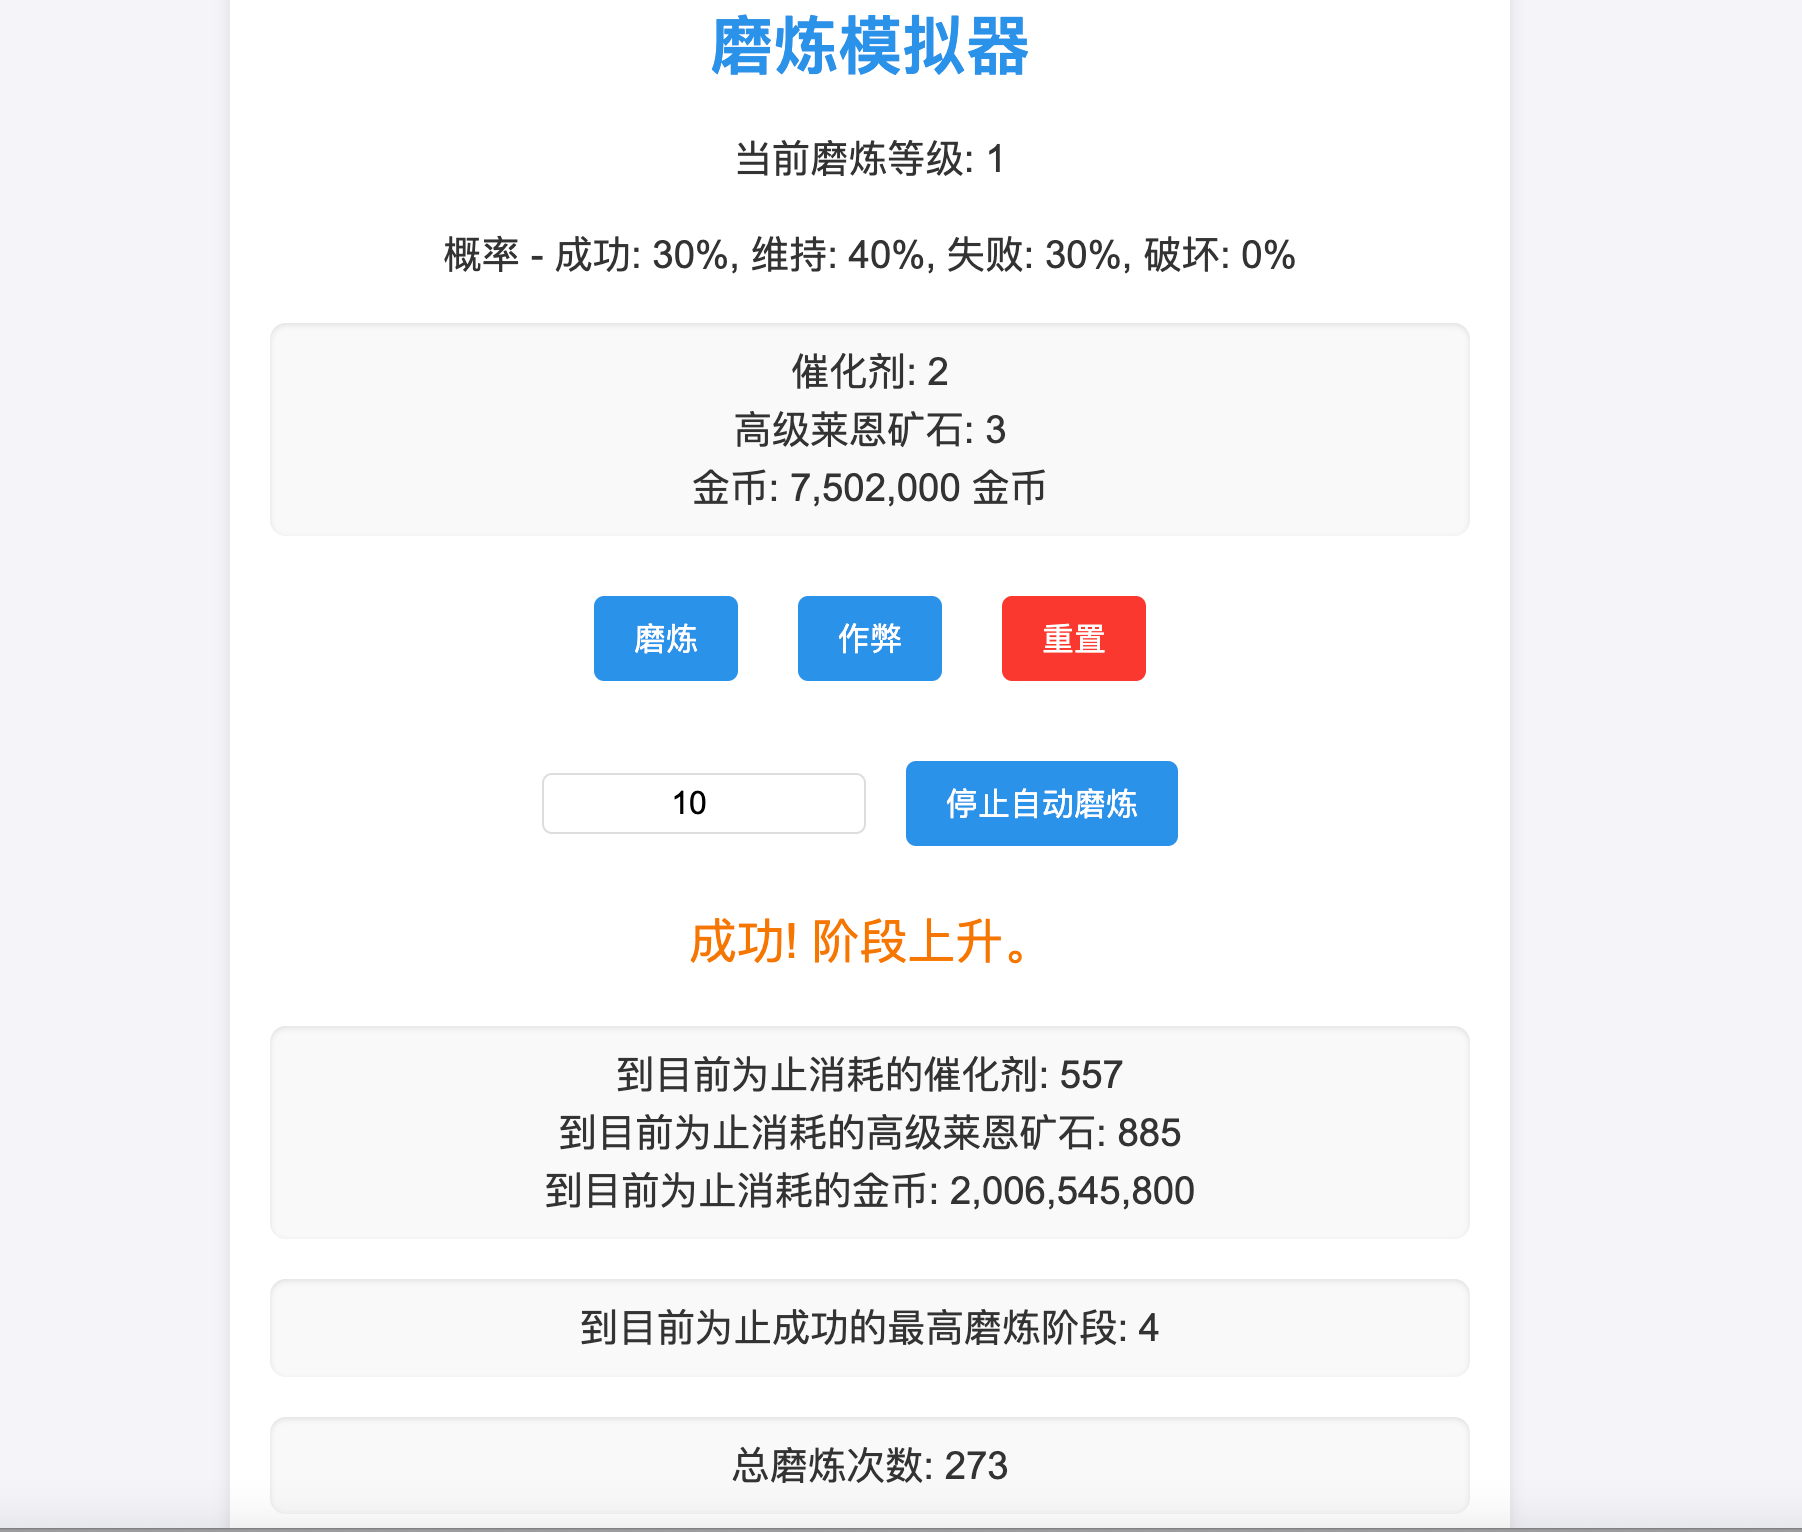 磨炼模拟器
当前磨炼等级: 1
概率 - 成功: 30%, 维持: 40%, 失败: 30%, 破坏: 0%
催化剂: 2
高级莱恩矿石: 3
金币: 7,502,000 金币
磨炼 作弊 重置
10 停止自动磨炼
成功! 阶段上升。
到目前为止消耗的催化剂: 557
到目前为止消耗的高级莱恩矿石: 885
到目前为止消耗的金币: 2,006,545,800
到目前为止成功的最高磨炼阶段: 4
总磨炼次数: 273